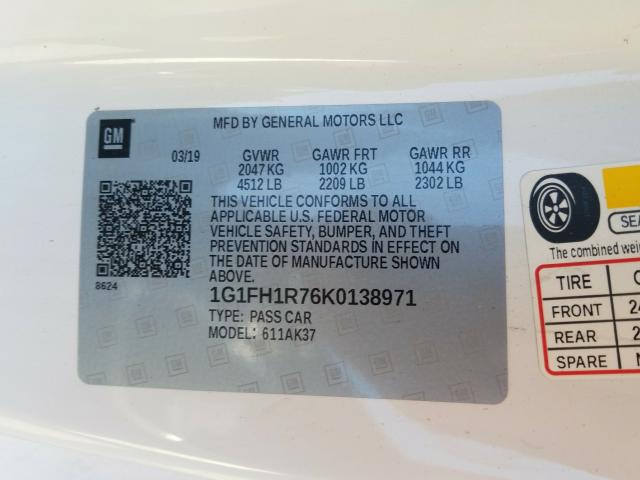 GM
MFD BY GENERAL MOTORS LLC
03/19 GVWR GAWR FRT GAWR RR
2047 KG 1002 KG 1044 KG
4512 LB 2209 LB 2302 LB
THIS VEHICLE CONFORMS TO ALL
APPLICABLE U.S. FEDERAL MOTOR
VEHICLE SAFETY, BUMPER, AND THEFT
PREVENTION STANDARDS IN EFFECT ON
THE DATE OF MANUFACTURE SHOWN
ABOVE.
8624
1G1FH1R76K0138971
TYPE: PASS CAR
MODEL: 611AK37
The combined
TIRE
FRONT
REAR
SPARE